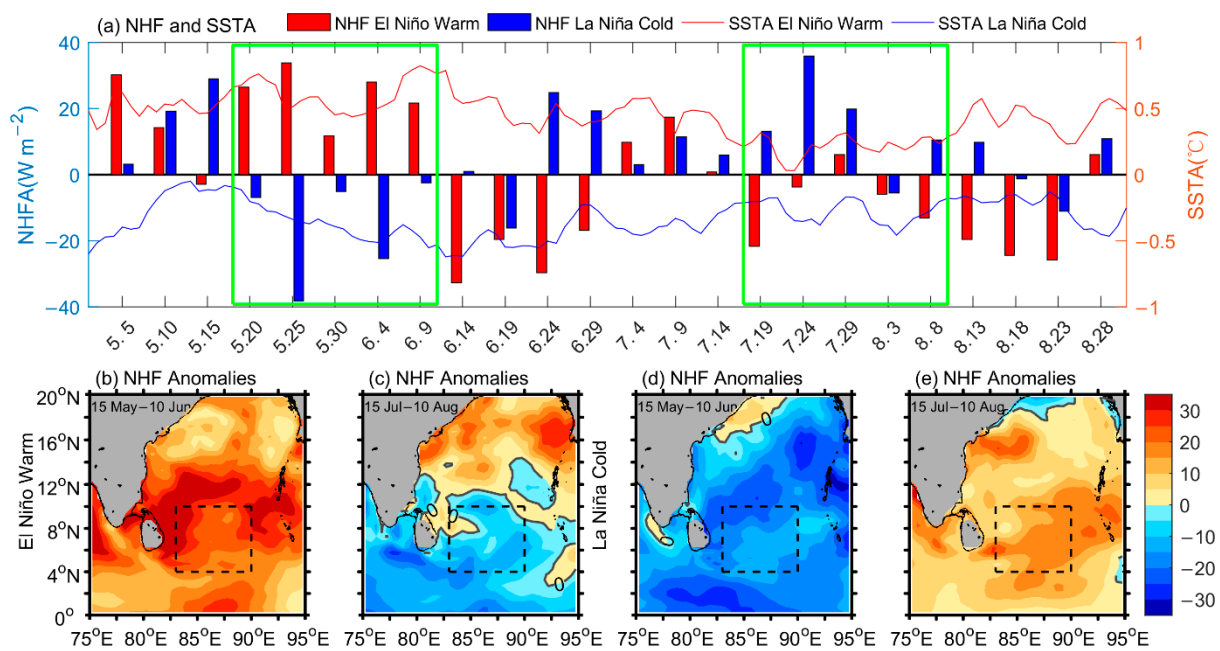 (a) NHF and SSTA NHF El Niño Warm NHF La Niña Cold SSTA El Niño Warm SSTA La Niña Cold
NHFA(W m−2)
40
20
0
−20
−40
SSTA(℃)
1
0.5
0
−0.5
−1
5.5 5.10 5.15 5.20 5.25 5.30 6.4 6.9 6.14 6.19 6.24 6.29 7.4 7.9 7.14 7.19 7.24 7.29 8.3 8.8 8.13 8.18 8.23 8.28
(b) NHF Anomalies (c) NHF Anomalies (d) NHF Anomalies (e) NHF Anomalies
El Niño Warm
La Niña Cold
20°N
16°N
12°N
8°N
4°N
0°
15 May−10 Jun 15 Jul−10 Aug 15 May−10 Jun 15 Jul−10 Aug
0 0 0 0 0
75°E 80°E 85°E 90°E 95°E 75°E 80°E 85°E 90°E 95°E 75°E 80°E 85°E 90°E 95°E 75°E 80°E 85°E 90°E 95°E
30
20
10
0
−10
−20
−30